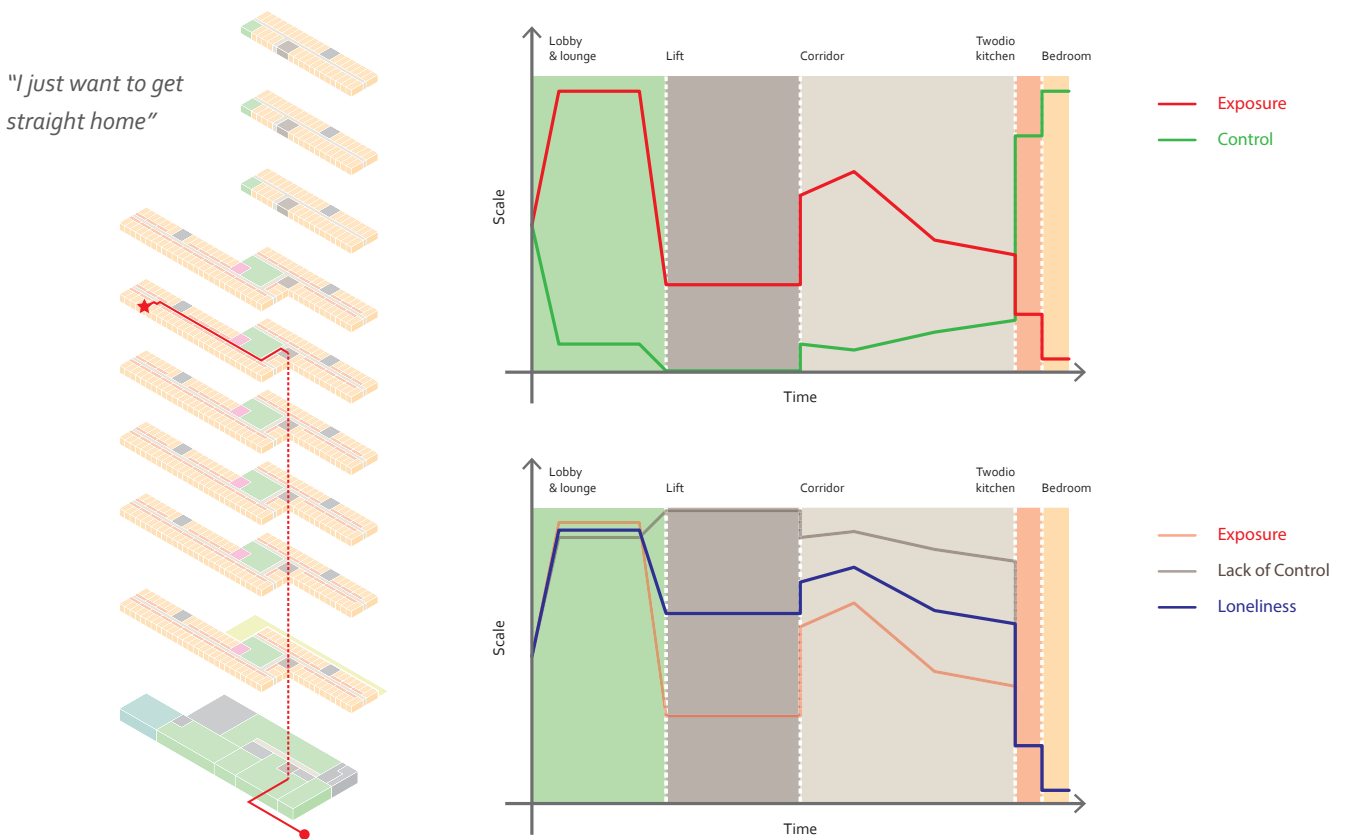 “I just want to get
straight home”
Lobby
& lounge
Lift
Corridor
Twodio
kitchen
Bedroom
Scale
Time
Exposure
Control
Lobby
& lounge
Lift
Corridor
Twodio
kitchen
Bedroom
Scale
Time
Exposure
Lack of Control
Loneliness